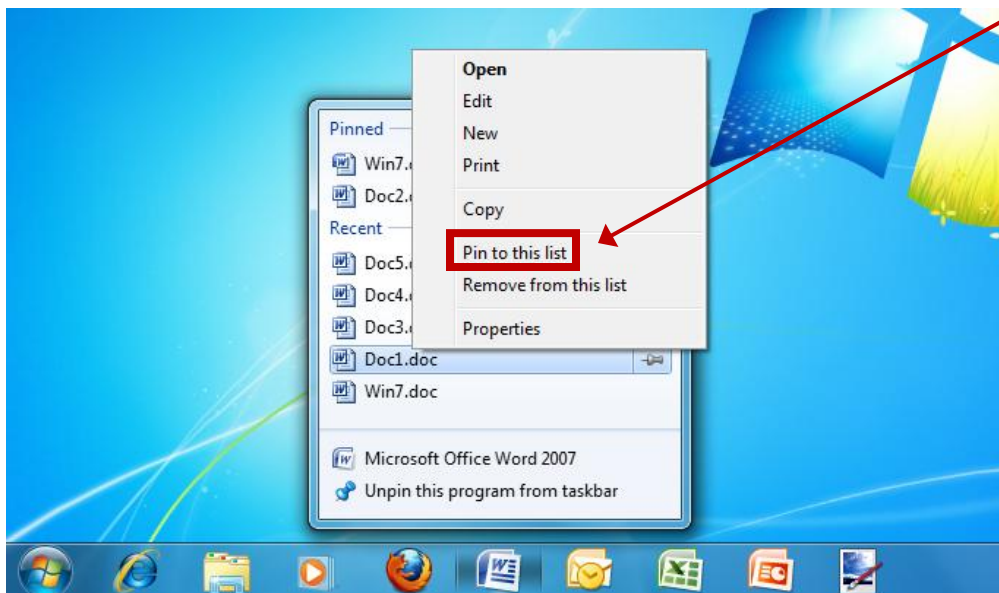 Open
Edit
New
Print
Copy
Pin to this list
Remove from this list
Properties
Pinned
Win7.
Doc2.
Recent
Doc5.
Doc4.
Doc3.
Doc1.doc
Win7.doc
Microsoft Office Word 2007
Unpin this program from taskbar